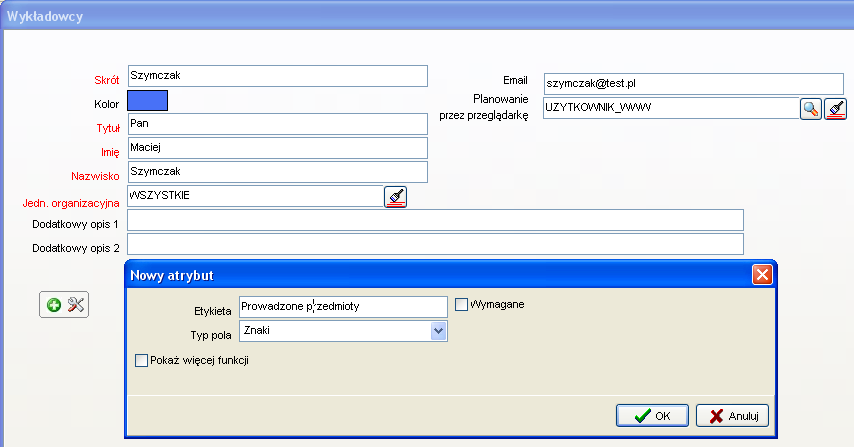 Wykładowcy
Skrót Szymczak
Kolor
Tytuł Pan
Imię Maciej
Nazwisko Szymczak
Jedn. organizacyjna WSZYSTKIE
Dodatkowy opis 1
Dodatkowy opis 2
Email szymczak@test.pl
Planowanie
przez przeglądarkę UZYTKOWNIK_WWW
Nowy atrybut
Etykieta Prowadzone przedmioty Wymagane
Typ pola Znaki
Pokaż więcej funkcji
OK Anuluj